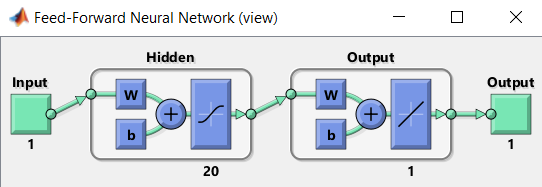 Feed-Forward Neural Network (view)
Hidden Output
Input W b + W b + Output
1 20 1 1